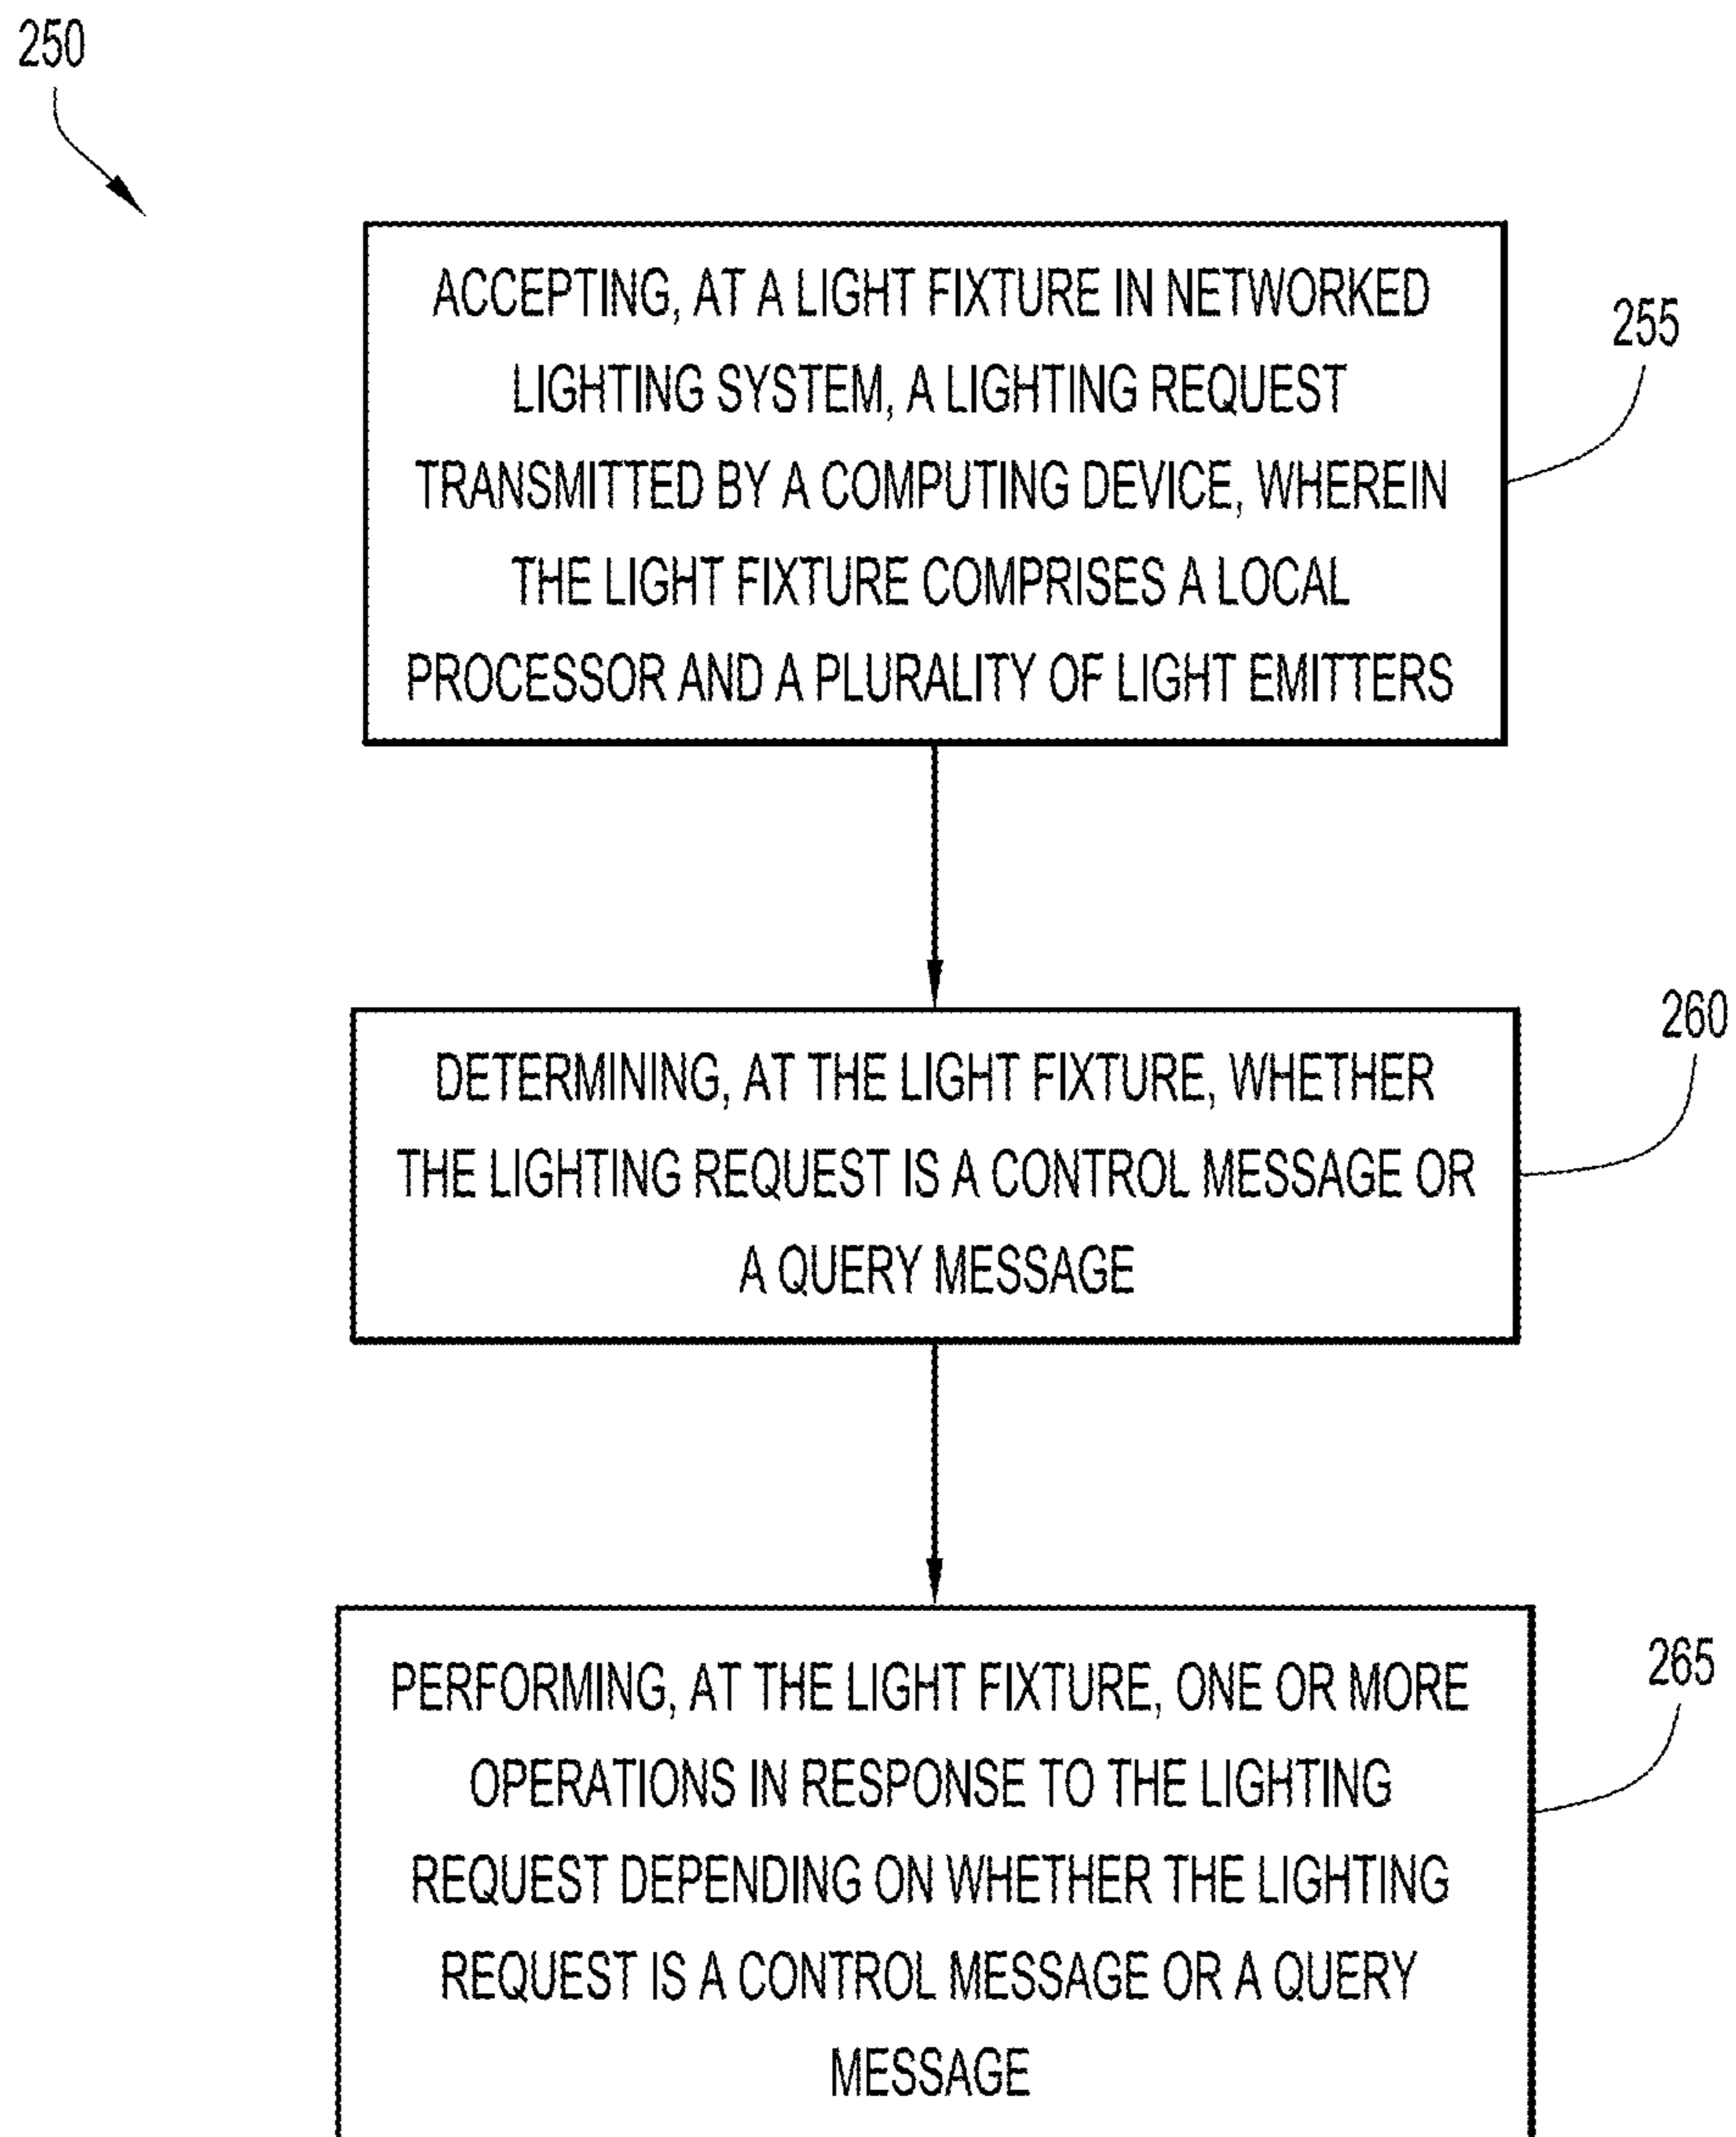 250
ACCEPTING, AT A LIGHT FIXTURE IN NETWORKED
LIGHTING SYSTEM, A LIGHTING REQUEST
TRANSMITTED BY A COMPUTING DEVICE, WHEREIN
THE LIGHT FIXTURE COMPRISES A LOCAL
PROCESSOR AND A PLURALITY OF LIGHT EMITTERS
255
DETERMINING, AT THE LIGHT FIXTURE, WHETHER
THE LIGHTING REQUEST IS A CONTROL MESSAGE OR
A QUERY MESSAGE
260
PERFORMING, AT THE LIGHT FIXTURE, ONE OR MORE
OPERATIONS IN RESPONSE TO THE LIGHTING
REQUEST DEPENDING ON WHETHER THE LIGHTING
REQUEST IS A CONTROL MESSAGE OR A QUERY
MESSAGE
265